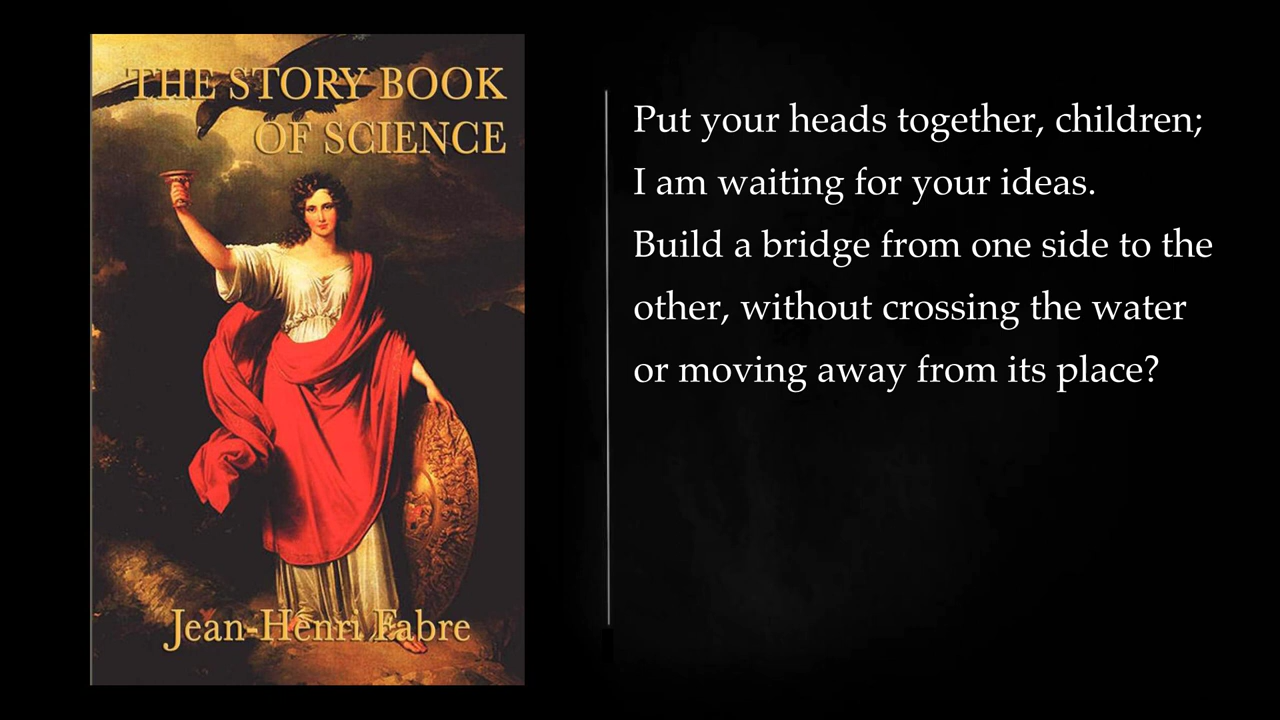 THE STORY BOOK
OF SCIENCE
Jean-Henri Fabre
Put your heads together, children;
I am waiting for your ideas.
Build a bridge from one side to the
other, without crossing the water
or moving away from its place?